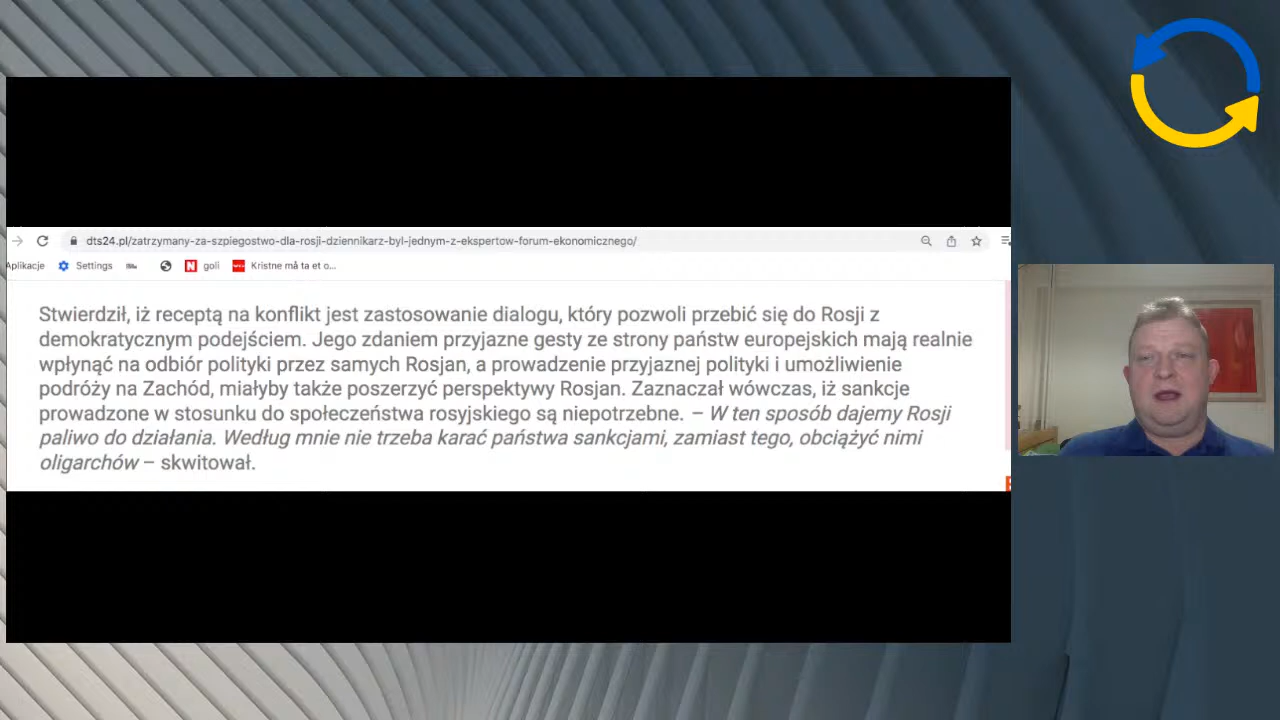 dts24.pl/zatrzymany-za-szpiegostwo-dla-rosji-dziennikarz-byl-jednym-z-ekspertow-forum-ekonomicznego/
Aplikacje Settings goli Kristne må ta et o...
Stwierdził, iż receptą na konflikt jest zastosowanie dialogu, który pozwoli przebić się do Rosji z
demokratycznym podejściem. Jego zdaniem przyjazne gesty ze strony państw europejskich mają realnie
wpłynąć na odbiór polityki przez samych Rosjan, a prowadzenie przyjaznej polityki i umożliwienie
podróży na Zachód, miałyby także poszerzyć perspektywy Rosjan. Zaznaczał wówczas, iż sankcje
prowadzone w stosunku do społeczeństwa rosyjskiego są niepotrzebne. – W ten sposób dajemy Rosji
paliwo do działania. Według mnie nie trzeba karać państwa sankcjami, zamiast tego, obciążyć nimi
oligarchów – skwitował.